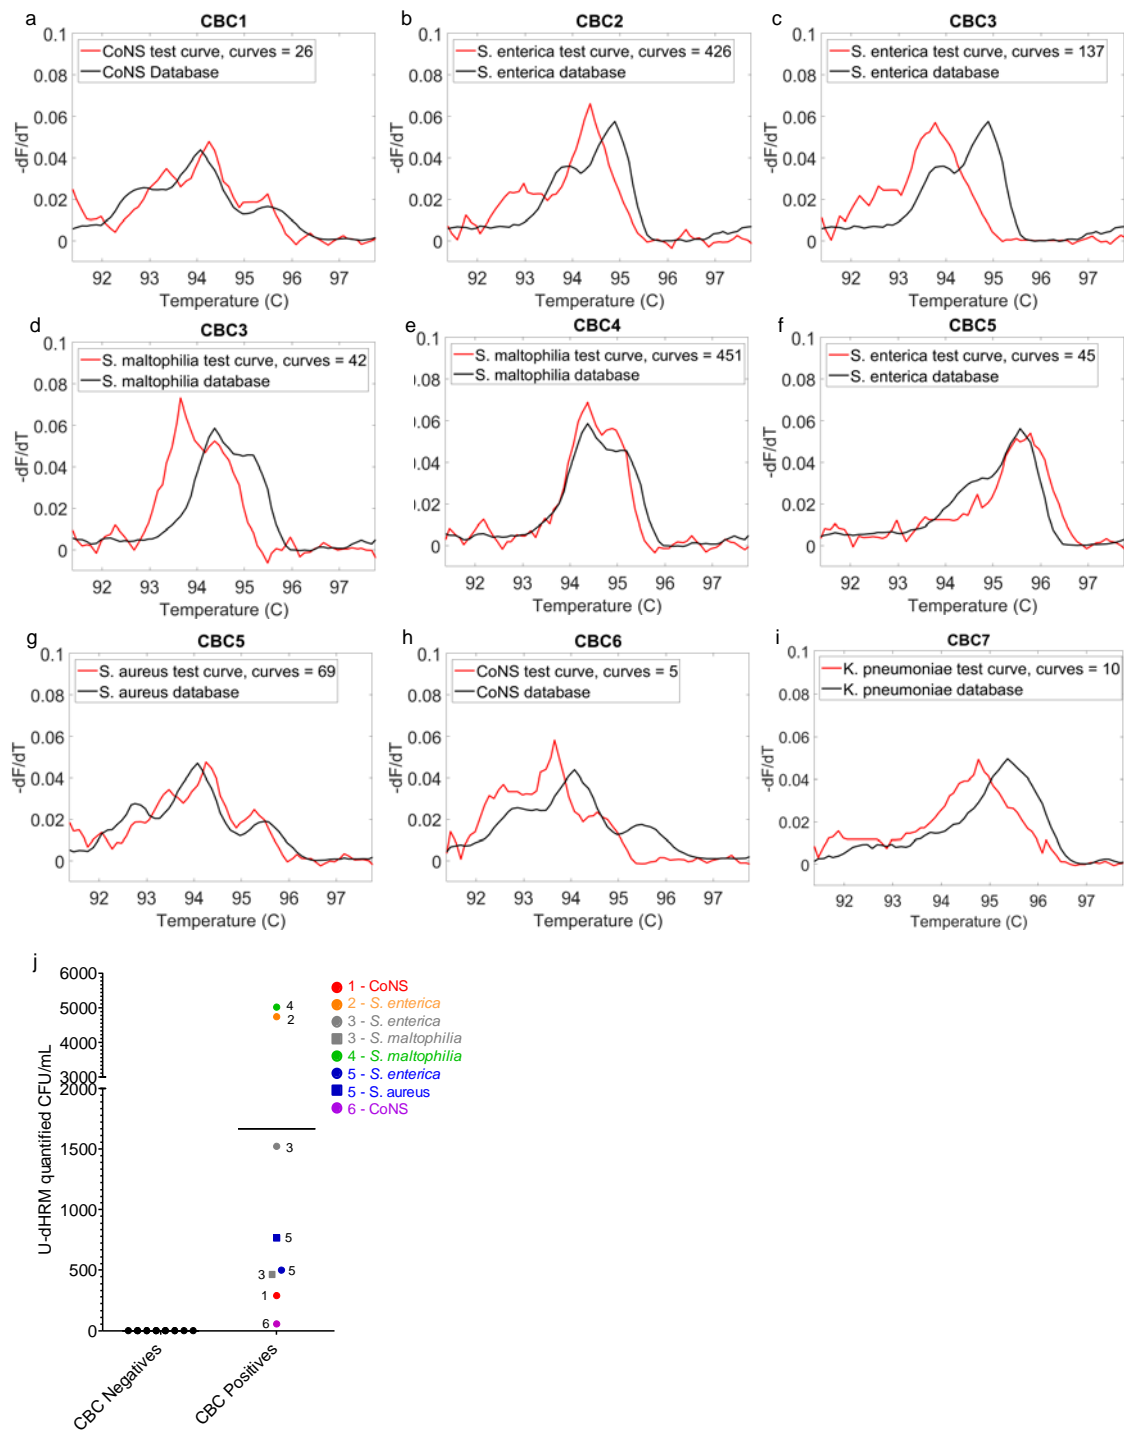 a
CBC1
0.1
0.08
0.06
0.04
0.02
0
-dF/dT
CoNS test curve, curves = 26
CoNS Database
92 93 94 95 96 97
Temperature (C)
b
CBC2
0.1
0.08
0.06
0.04
0.02
0
-dF/dT
S. enterica test curve, curves = 426
S. enterica database
92 93 94 95 96 97
Temperature (C)
c
CBC3
0.1
0.08
0.06
0.04
0.02
0
-dF/dT
S. enterica test curve, curves = 137
S. enterica database
92 93 94 95 96 97
Temperature (C)
d
CBC3
0.1
0.08
0.06
0.04
0.02
0
-dF/dT
S. maltophilia test curve, curves = 42
S. maltophilia database
92 93 94 95 96 97
Temperature (C)
e
CBC4
0.1
0.08
0.06
0.04
0.02
0
-dF/dT
S. maltophilia test curve, curves = 451
S. maltophilia database
92 93 94 95 96 97
Temperature (C)
f
CBC5
0.1
0.08
0.06
0.04
0.02
0
-dF/dT
S. enterica test curve, curves = 45
S. enterica database
92 93 94 95 96 97
Temperature (C)
g
CBC5
0.1
0.08
0.06
0.04
0.02
0
-dF/dT
S. aureus test curve, curves = 69
S. aureus database
92 93 94 95 96 97
Temperature (C)
h
CBC6
0.1
0.08
0.06
0.04
0.02
0
-dF/dT
CoNS test curve, curves = 5
CoNS database
92 93 94 95 96 97
Temperature (C)
i
CBC7
0.1
0.08
0.06
0.04
0.02
0
-dF/dT
K. pneumoniae test curve, curves = 10
K. pneumoniae database
92 93 94 95 96 97
Temperature (C)
j
6000
5000
4000
3000
2000
1500
1000
500
0
U-dHRM quantified CFU/mL
4
2
3
5
3 5
1
6
CBC Negatives
CBC Positives
1 - CoNS
2 - S. enterica
3 - S. enterica
3 - S. maltophilia
4 - S. maltophilia
5 - S. enterica
5 - S. aureus
6 - CoNS